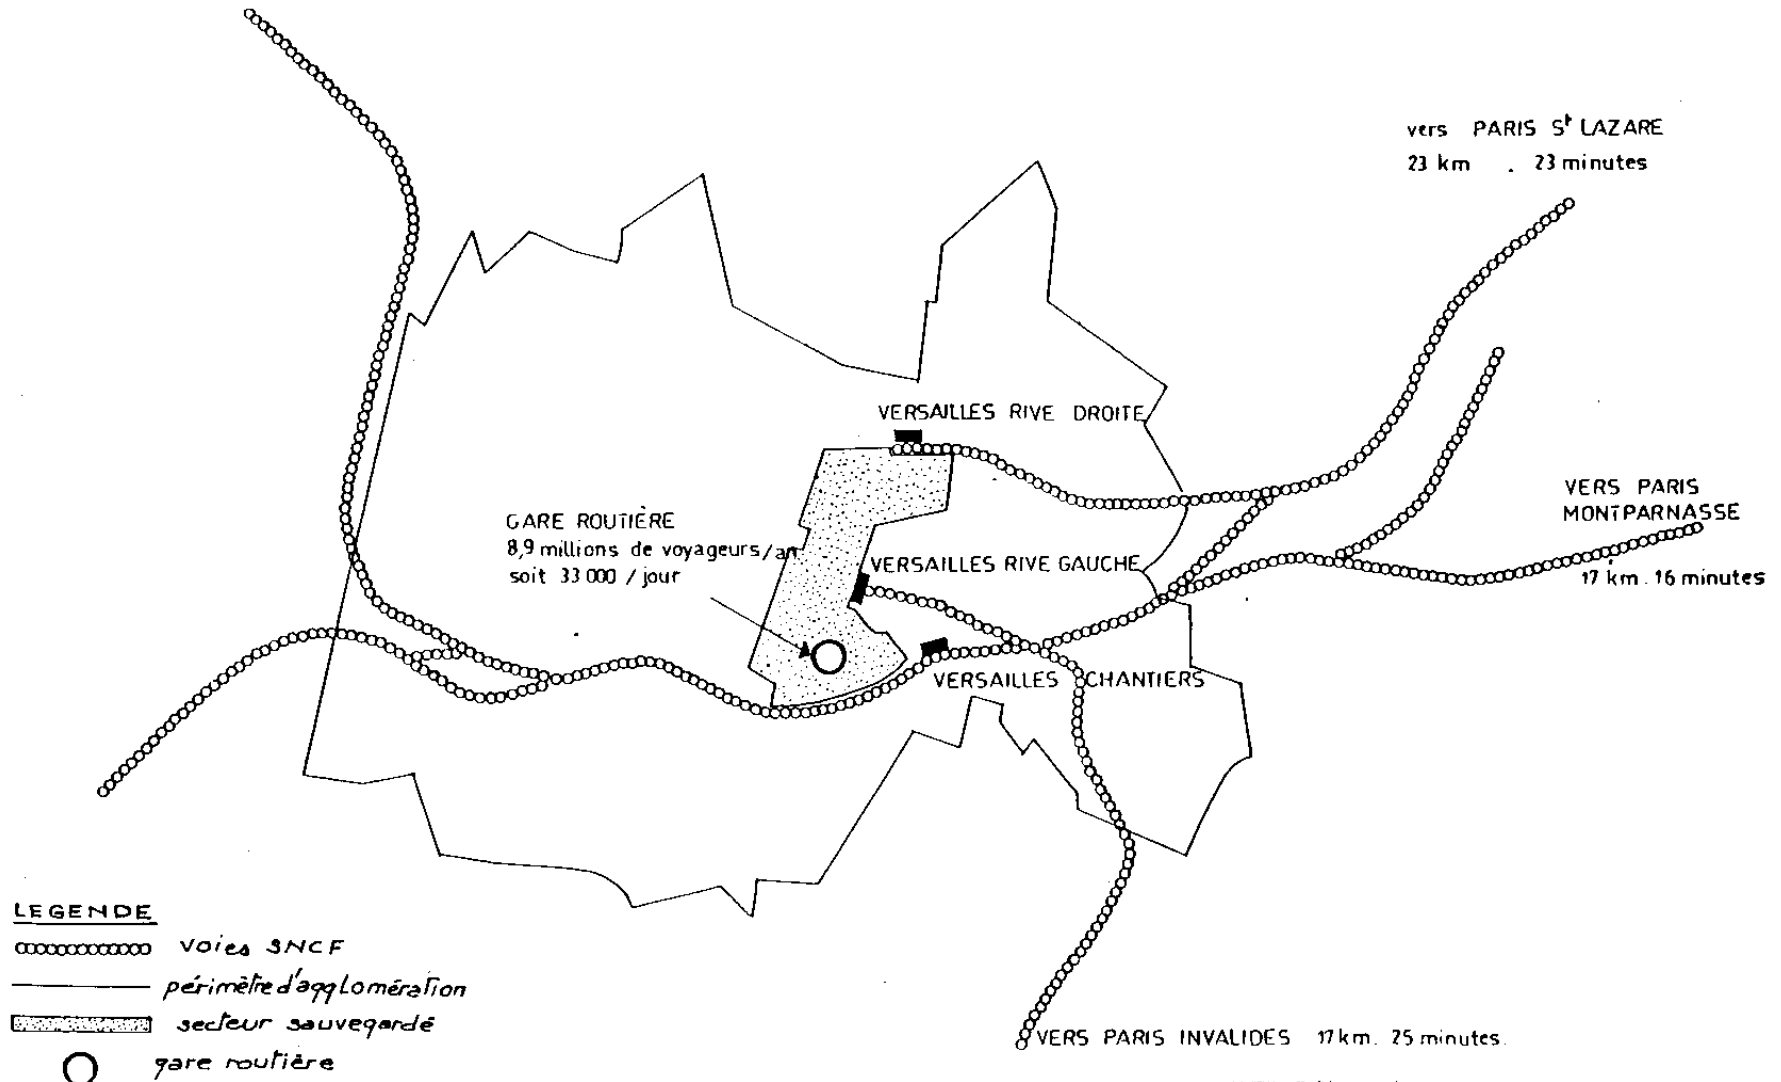 vers PARIS St LAZARE
23 km . 23 minutes
VERSAILLES RIVE DROITE
VERS PARIS
MONTPARNASSE
17 km . 16 minutes
GARE ROUTIÈRE
8,9 millions de voyageurs/an
soit 33 000 / jour
VERSAILLES RIVE GAUCHE
VERSAILLES CHANTIERS
LEGENDE
voies SNCF
périmètre d'agglomération
secteur sauvegardé
gare routière
VERS PARIS INVALIDES 17 km. 25 minutes.